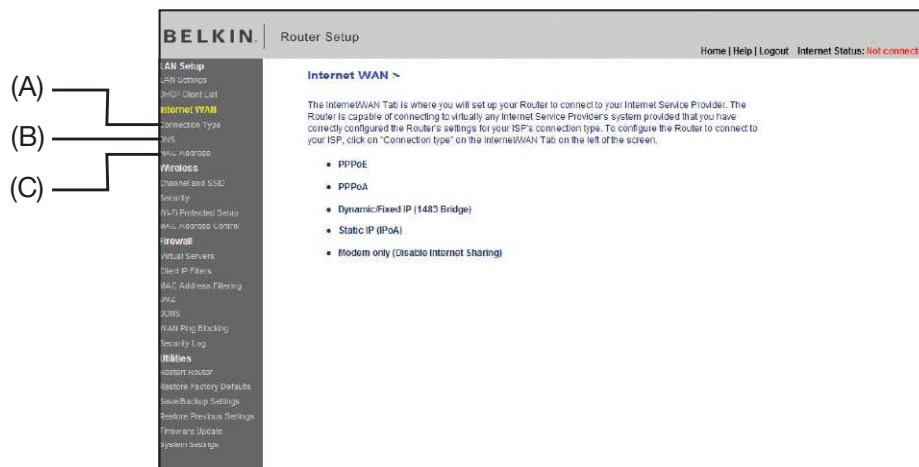 BELKIN. Router Setup
Home | Help | Logout Internet Status: Not connect
(A)
(B)
(C)
LAN Setup
LAN Settings
DHCP Client List
Internet WAN
Connection Type
DNS
MAC Address
Wireless
Channel and SSID
Security
Wi-Fi Protected Setup
MAC Address Control
Firewall
Virtual Servers
Client IP Filters
MAC Address Filtering
DMZ
DDNS
WAN Ping Blocking
Security Log
Utilities
Restart Router
Restore Factory Defaults
Save/Backup Settings
Restore Previous Settings
Firmware Update
System Settings
Internet WAN >
The Internet/WAN Tab is where you will set up your Router to connect to your Internet Service Provider. The
Router is capable of connecting to virtually any Internet Service Provider's system provided that you have
correctly configured the Router's settings for your ISP's connection type. To configure the Router to connect to
your ISP, click on "Connection type" on the Internet/WAN Tab on the left of the screen.
• PPPoE
• PPPoA
• Dynamic/Fixed IP (1483 Bridge)
• Static IP (IPoA)
• Modem only (Disable Internet Sharing)